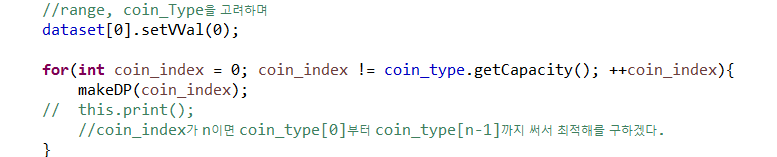 //range, coin_Type을 고려하며
dataset[0].setVVal(0);
for(int coin_index = 0; coin_index != coin_type.getCapacity(); ++coin_index){
makeDP(coin_index);
// this.print();
//coin_index가 n이면 coin_type[0]부터 coin_type[n-1]까지 써서 최적해를 구하겠다.
}